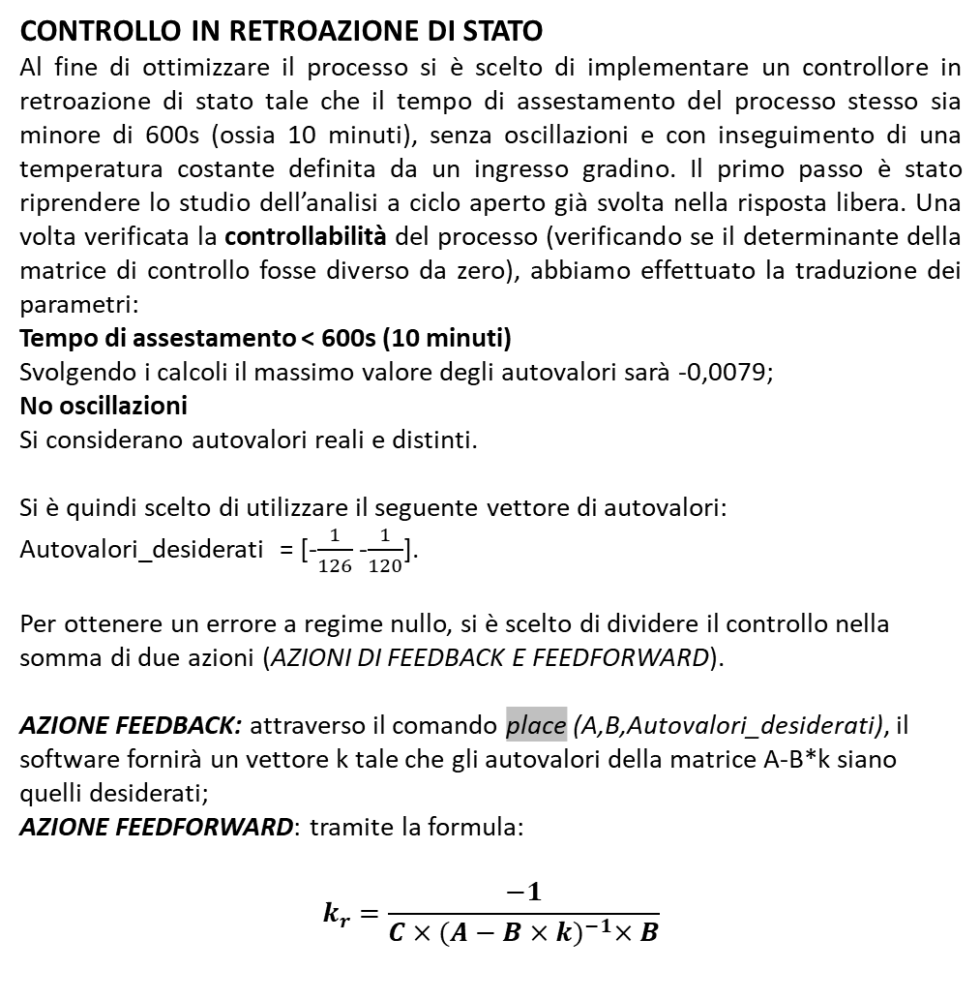 CONTROLLO IN RETROAZIONE DI STATO
Al fine di ottimizzare il processo si è scelto di implementare un controllore in
retroazione di stato tale che il tempo di assestamento del processo stesso sia
minore di 600s (ossia 10 minuti), senza oscillazioni e con inseguimento di una
temperatura costante definita da un ingresso gradino. Il primo passo è stato
riprendere lo studio dell’analisi a ciclo aperto già svolta nella risposta libera. Una
volta verificata la controllabilità del processo (verificando se il determinante della
matrice di controllo fosse diverso da zero), abbiamo effettuato la traduzione dei
parametri:
Tempo di assestamento < 600s (10 minuti)
Svolgendo i calcoli il massimo valore degli autovalori sarà -0,0079;
No oscillazioni
Si considerano autovalori reali e distinti.
Si è quindi scelto di utilizzare il seguente vettore di autovalori:
Autovalori_desiderati = [-1/126 -1/120].
Per ottenere un errore a regime nullo, si è scelto di dividere il controllo nella
somma di due azioni (AZIONI DI FEEDBACK E FEEDFORWARD).
AZIONE FEEDBACK: attraverso il comando place (A,B,Autovalori_desiderati), il
software fornirà un vettore k tale che gli autovalori della matrice A-B*k siano
quelli desiderati;
AZIONE FEEDFORWARD: tramite la formula:
k_r = −1 / (C × (A − B × k)^−1 × B)